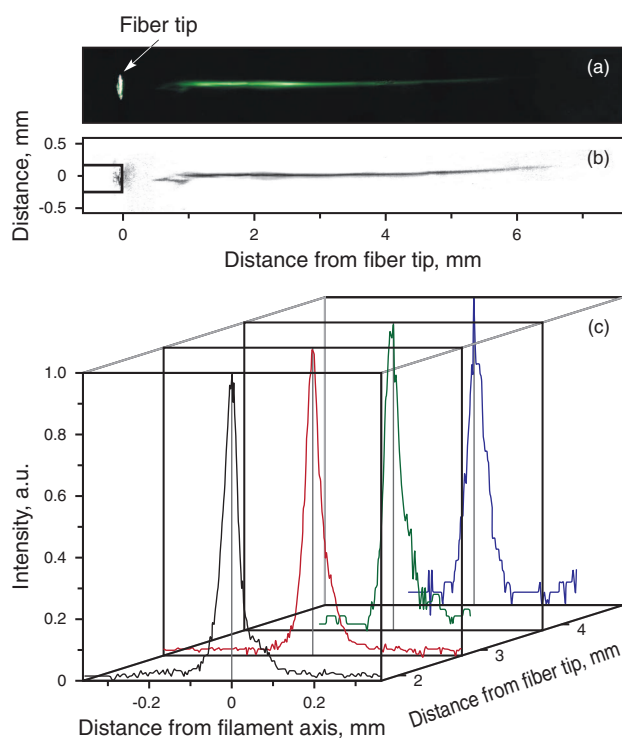 Fiber tip
(a)
Distance, mm
0.5
0
-0.5
(b)
0
2
4
6
Distance from fiber tip, mm
(c)
Intensity, a.u.
1.0
0.8
0.6
0.4
0.2
0
-0.2
0
0.2
Distance from filament axis, mm
2
3
4
Distance from fiber tip, mm